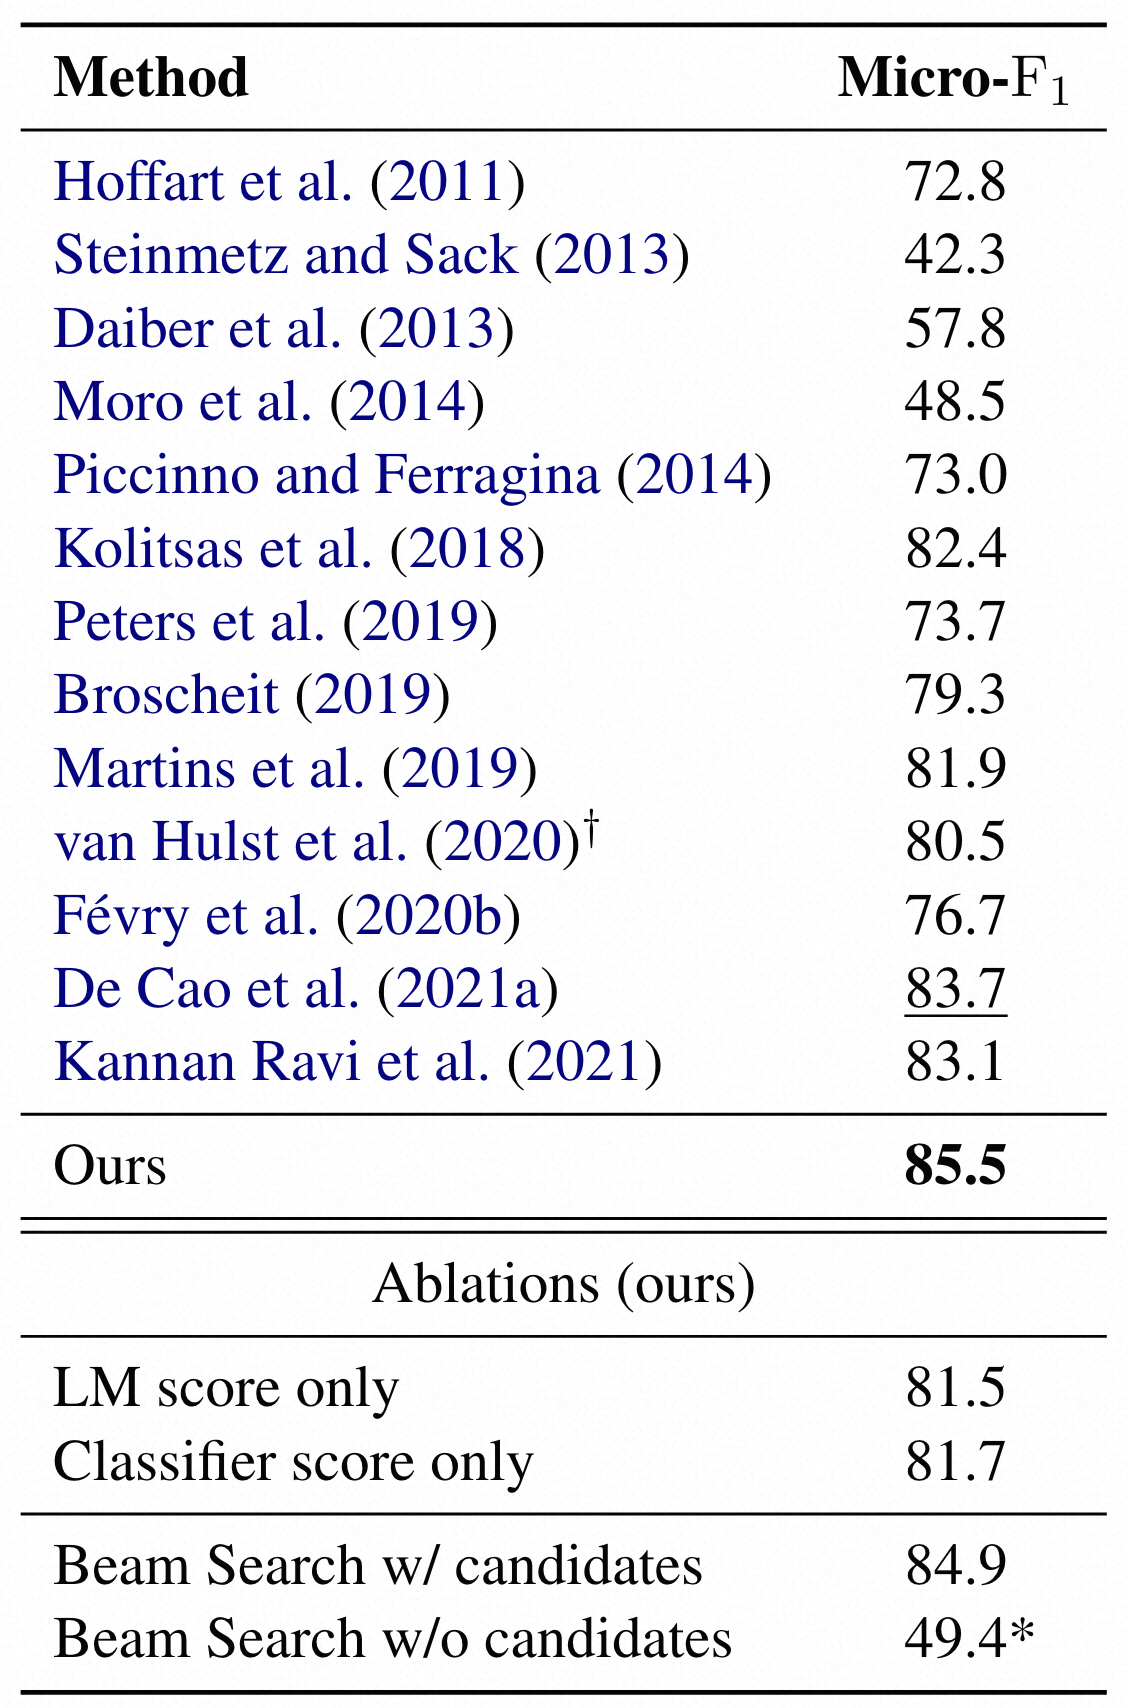 Method Micro-F1
Hoffart et al. (2011) 72.8
Steinmetz and Sack (2013) 42.3
Daiber et al. (2013) 57.8
Moro et al. (2014) 48.5
Piccinno and Ferragina (2014) 73.0
Kolitsas et al. (2018) 82.4
Peters et al. (2019) 73.7
Broscheit (2019) 79.3
Martins et al. (2019) 81.9
van Hulst et al. (2020)† 80.5
Févry et al. (2020b) 76.7
De Cao et al. (2021a) 83.7
Kannan Ravi et al. (2021) 83.1
Ours 85.5
Ablations (ours)
LM score only 81.5
Classifier score only 81.7
Beam Search w/ candidates 84.9
Beam Search w/o candidates 49.4*